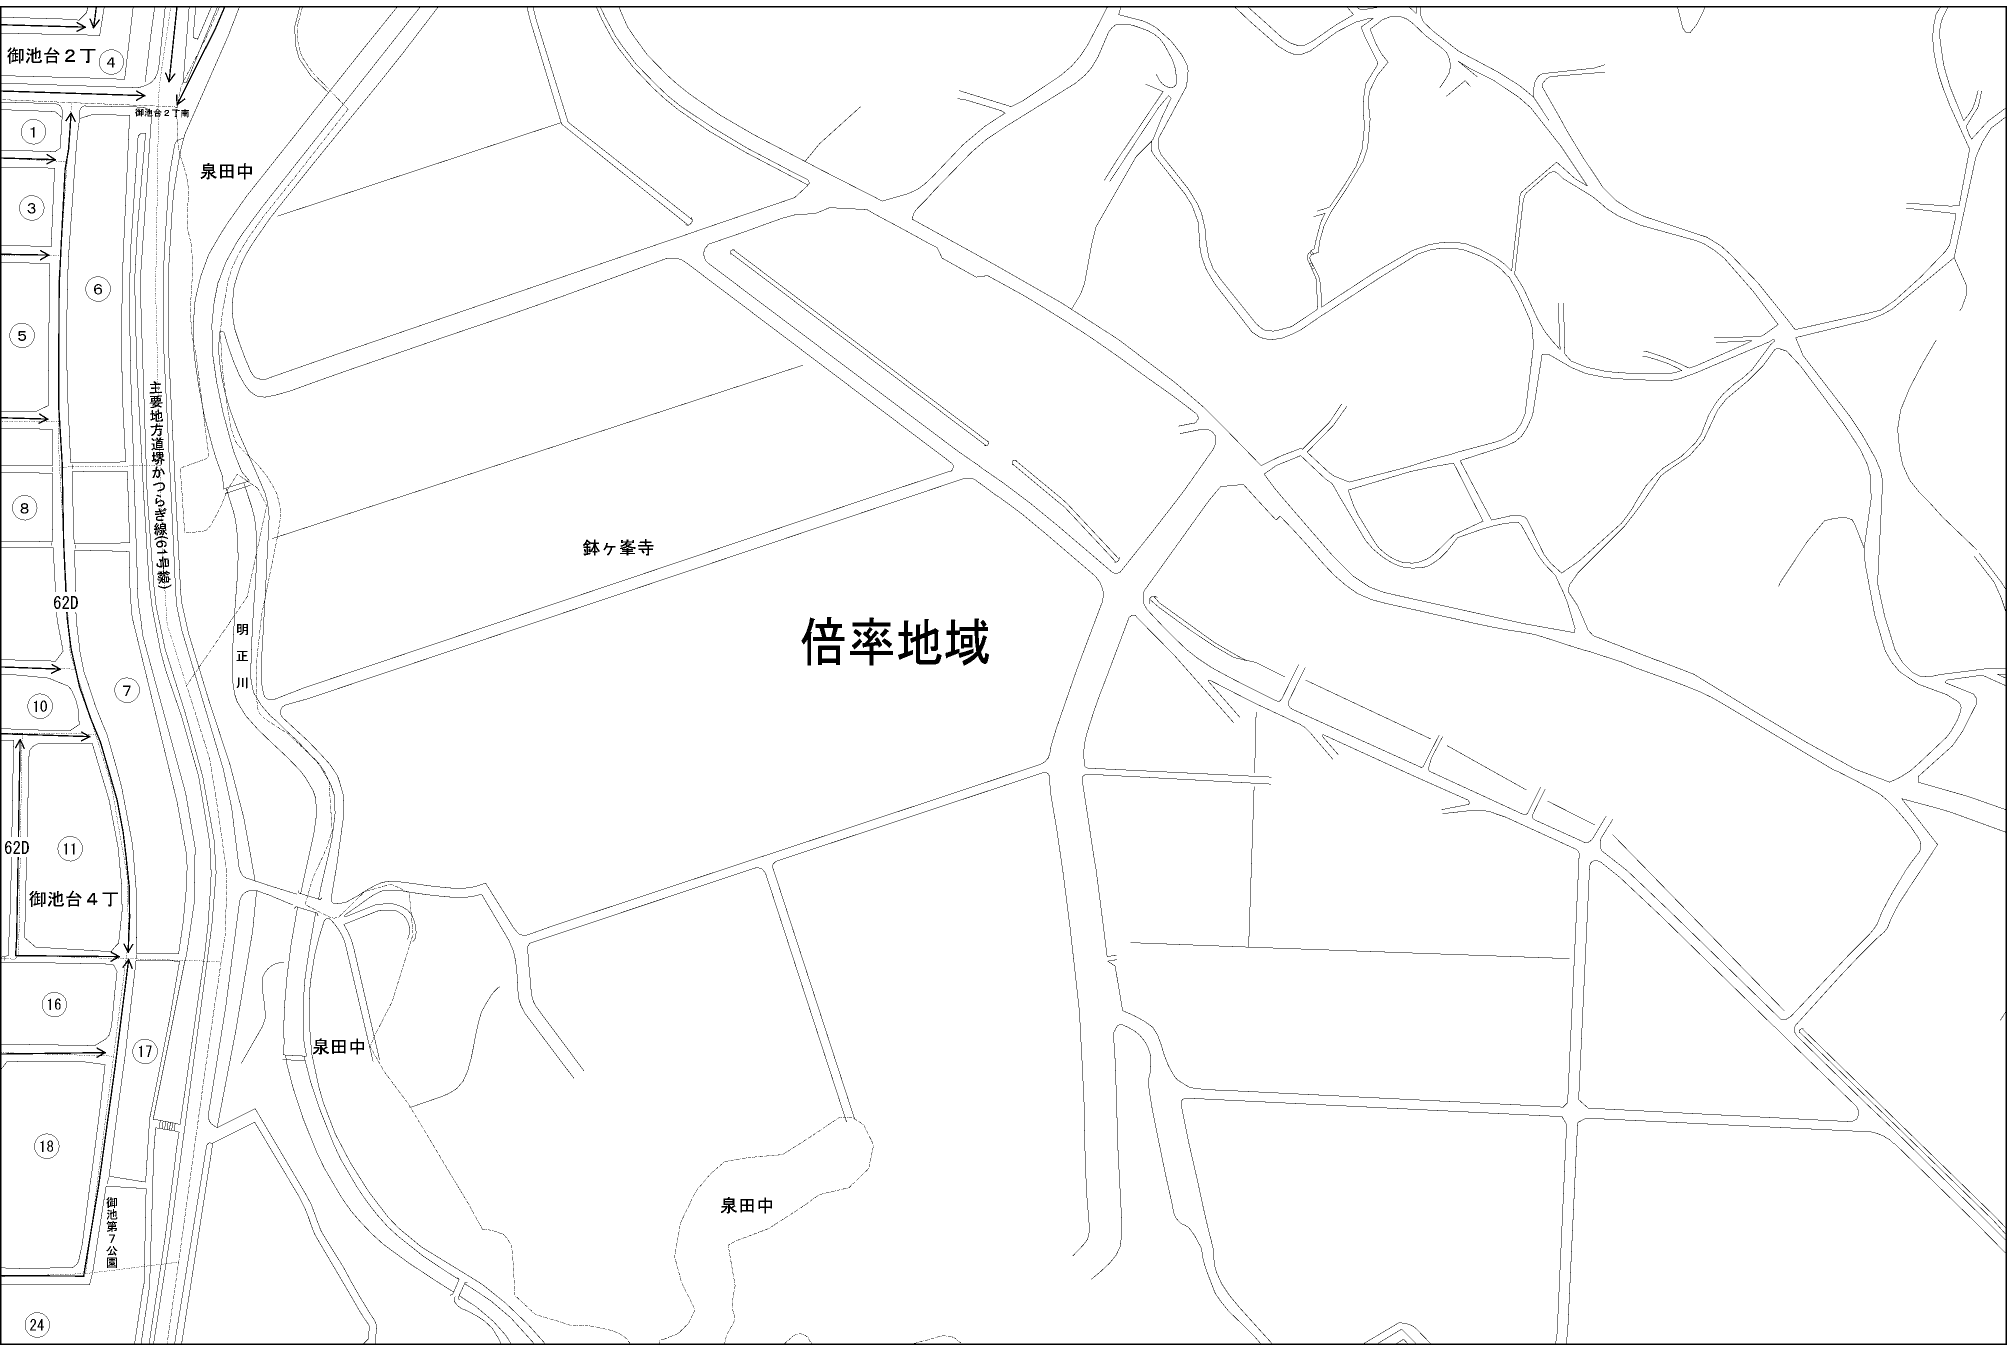 御池台２丁
4
御池台２丁南
1
泉田中
3
6
5
主要地方道堺かつらぎ線(61号線)
8
鉢ヶ峯寺
62D
明正川
倍率地域
7
10
62D
11
御池台４丁
16
17
泉田中
18
泉田中
御池第7公園
24